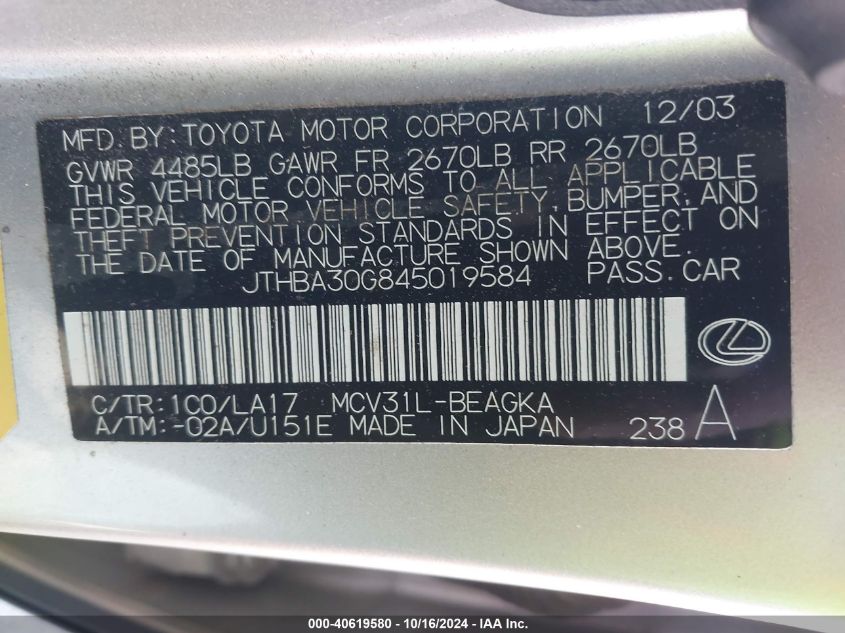 MFD BY: TOYOTA MOTOR CORPORATION 12/03
GVWR 4485LB GAWR FR 2670LB RR 2670LB
THIS VEHICLE CONFORMS TO ALL APPLICABLE
FEDERAL MOTOR VEHICLE SAFETY, BUMPER, AND
THEFT PREVENTION STANDARDS IN EFFECT ON
THE DATE OF MANUFACTURE SHOWN ABOVE.
JTHBA30G845019584 PASS. CAR
C/TR: 1C0/LA17 MCV31L-BEAGKA
A/TM: -02A/U151E MADE IN JAPAN 238 A
000-40619580 - 10/16/2024 - IAAI Inc.